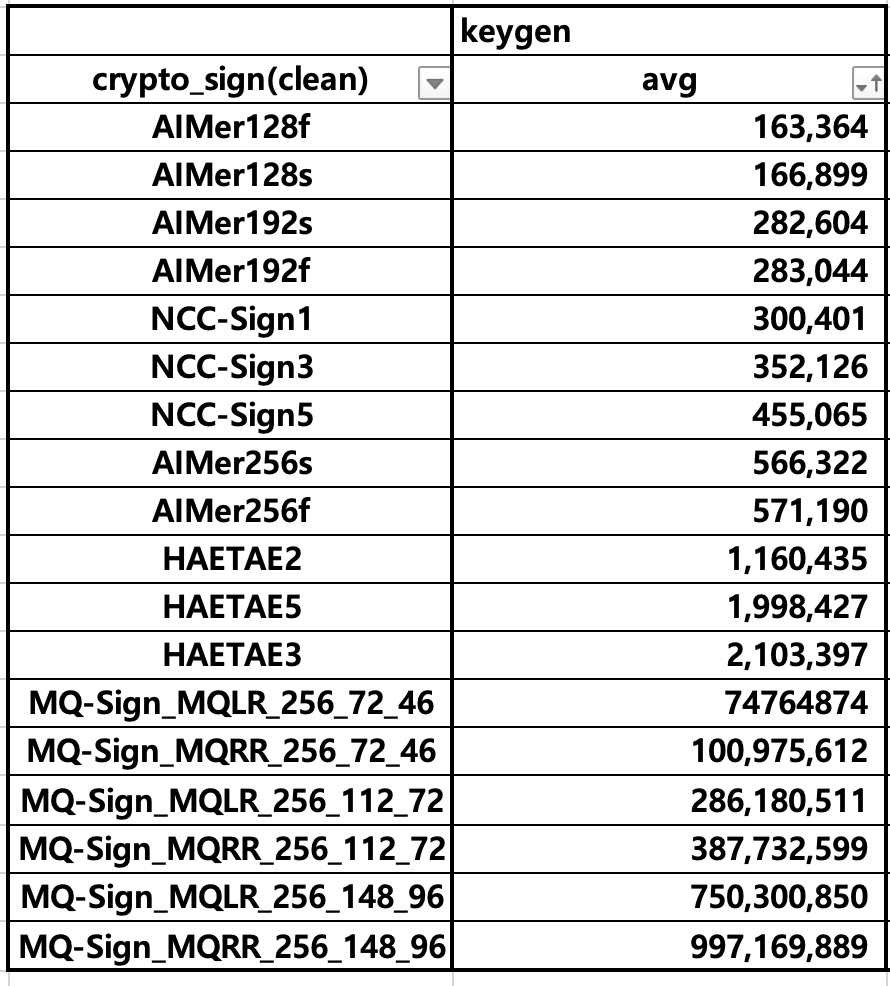 keygen
crypto_sign(clean) avg
AIMer128f 163,364
AIMer128s 166,899
AIMer192s 282,604
AIMer192f 283,044
NCC-Sign1 300,401
NCC-Sign3 352,126
NCC-Sign5 455,065
AIMer256s 566,322
AIMer256f 571,190
HAETAE2 1,160,435
HAETAE5 1,998,427
HAETAE3 2,103,397
MQ-Sign_MQLR_256_72_46 74764874
MQ-Sign_MQRR_256_72_46 100,975,612
MQ-Sign_MQLR_256_112_72 286,180,511
MQ-Sign_MQRR_256_112_72 387,732,599
MQ-Sign_MQLR_256_148_96 750,300,850
MQ-Sign_MQRR_256_148_96 997,169,889